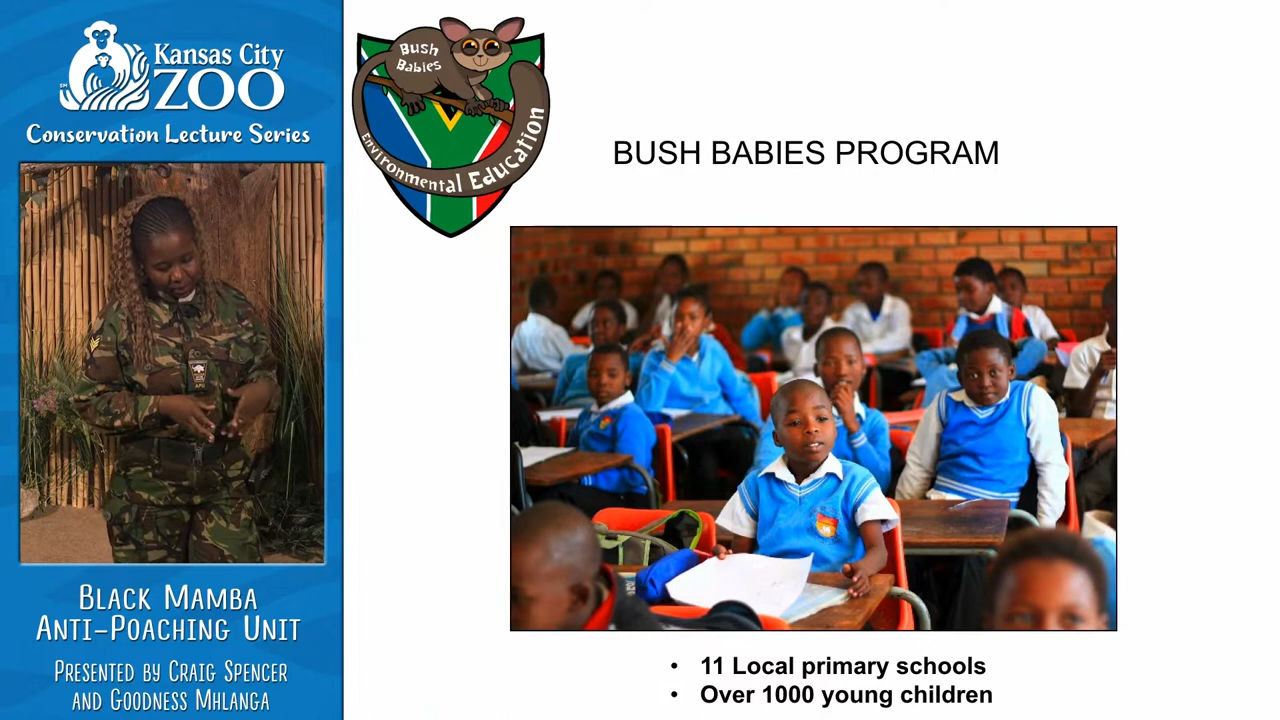 Kansas City
ZOO
SM
Conservation Lecture Series
BLACK MAMBA
ANTI-POACHING UNIT
PRESENTED BY CRAIG SPENCER
AND GOODNESS MHLANGA
Bush
Babies
Environmental Education
BUSH BABIES PROGRAM
• 11 Local primary schools
• Over 1000 young children